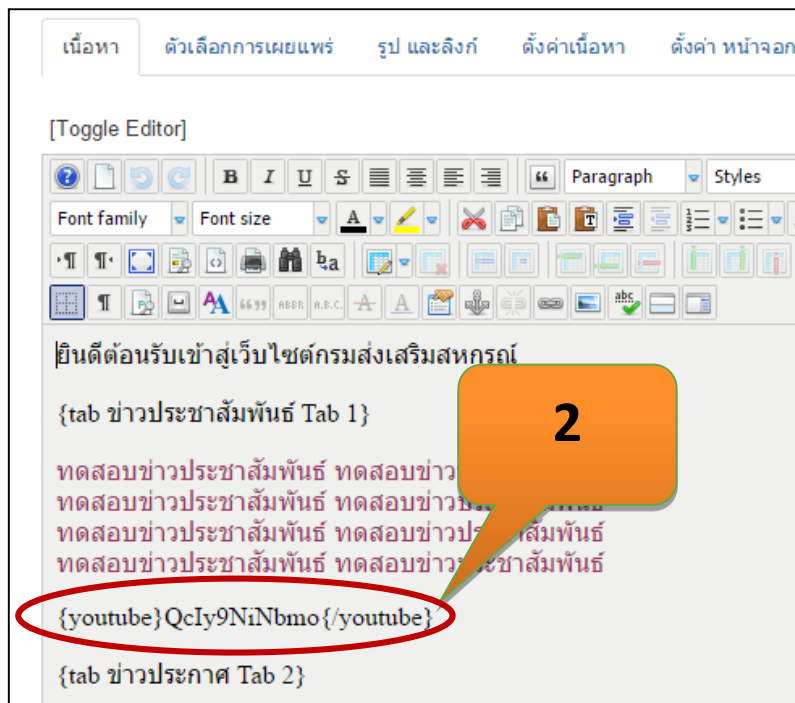 เนื้อหา ตัวเลือกการเผยแพร่ รูป และลิงก์ ตั้งค่าเนื้อหา ตั้งค่า หน้าจอก
[Toggle Editor]
B I U S Paragraph Styles
Font family Font size A
ยินดีต้อนรับเข้าสู่เว็บไซต์กรมส่งเสริมสหกรณ์
{tab ข่าวประชาสัมพันธ์ Tab 1}
2
ทดสอบข่าวประชาสัมพันธ์ ทดสอบข่าว
ทดสอบข่าวประชาสัมพันธ์ ทดสอบข่าวประชาสัมพันธ์
ทดสอบข่าวประชาสัมพันธ์ ทดสอบข่าวประชาสัมพันธ์
ทดสอบข่าวประชาสัมพันธ์ ทดสอบข่าวประชาสัมพันธ์
{youtube}QcIy9NiNbmo{/youtube}
{tab ข่าวประกาศ Tab 2}